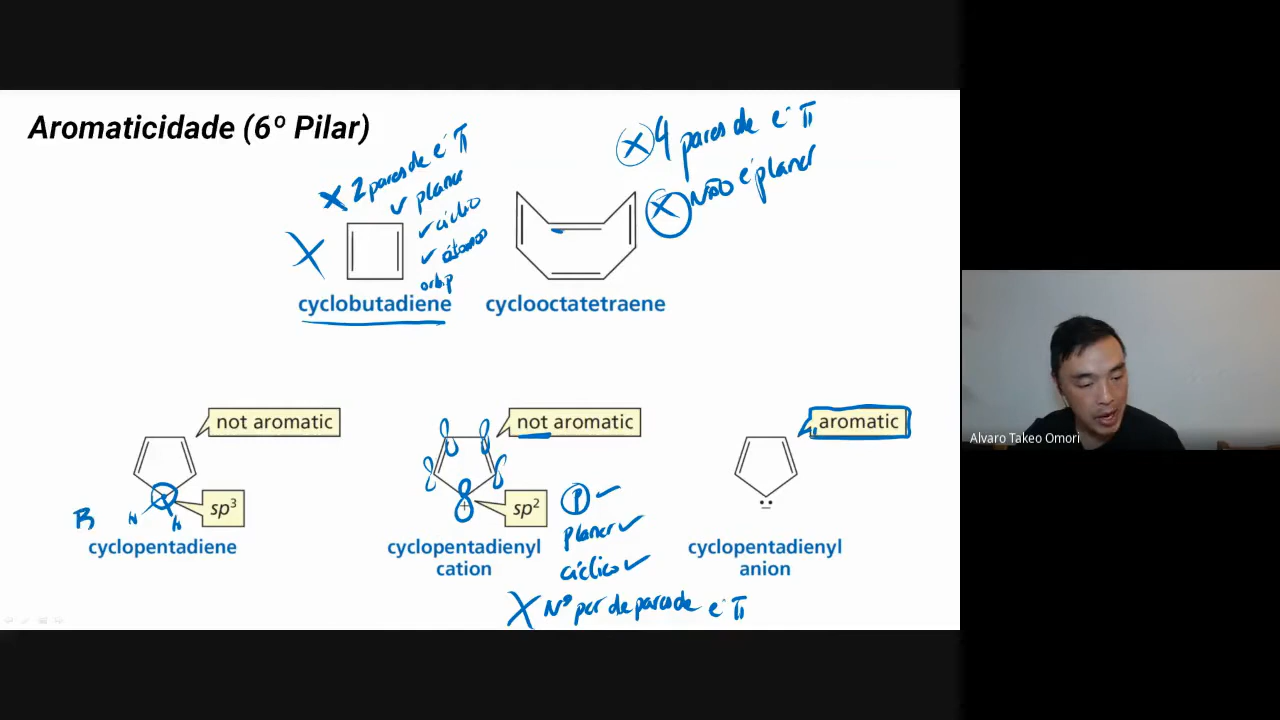 Aromaticidade (6º Pilar)
X 2 pares de e⁻ π
✓ planar
✓ cíclico
✓ átomos
orb. p
X
X 4 pares de e⁻ π
X Não é planar
cyclobutadiene
cyclooctatetraene
not aromatic
sp³
H H
cyclopentadiene
not aromatic
+
sp²
cyclopentadienyl
cation
P ✓
planar ✓
cíclico ✓
X Nº par de pares de e⁻ π
aromatic
cyclopentadienyl
anion
Alvaro Takeo Omori